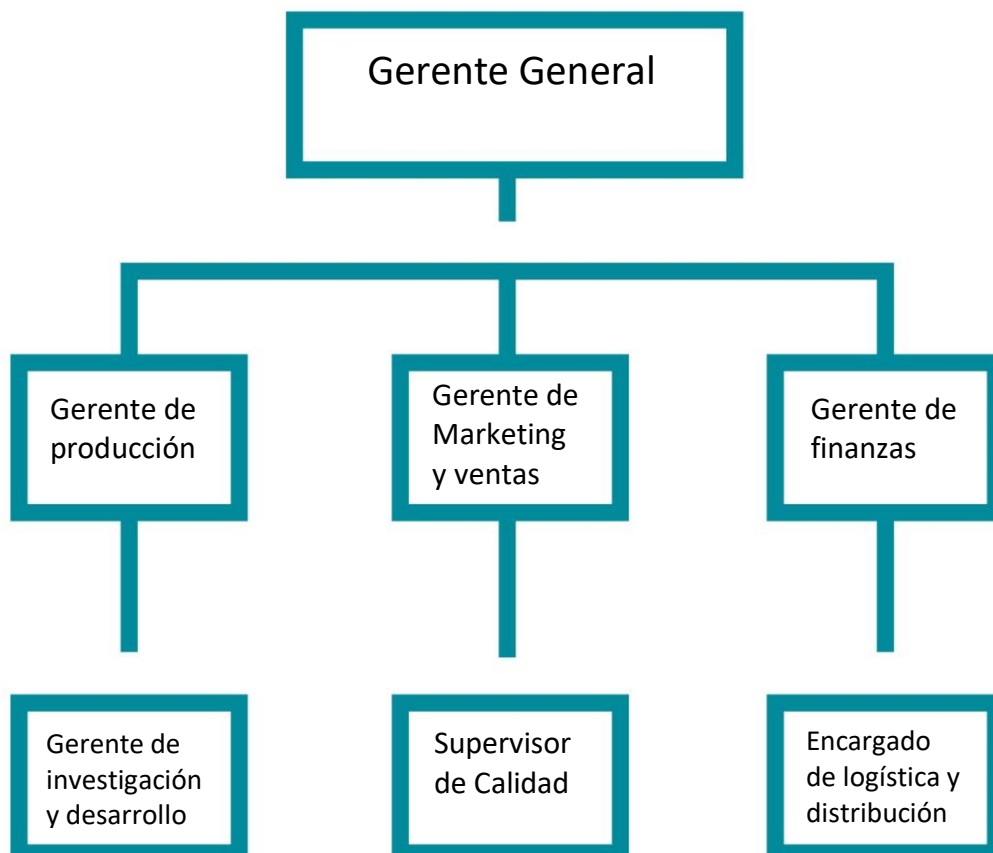 Gerente General
Gerente de
producción
Gerente de
Marketing
y ventas
Gerente de
finanzas
Gerente de
investigación
y desarrollo
Supervisor
de Calidad
Encargado
de logística y
distribución